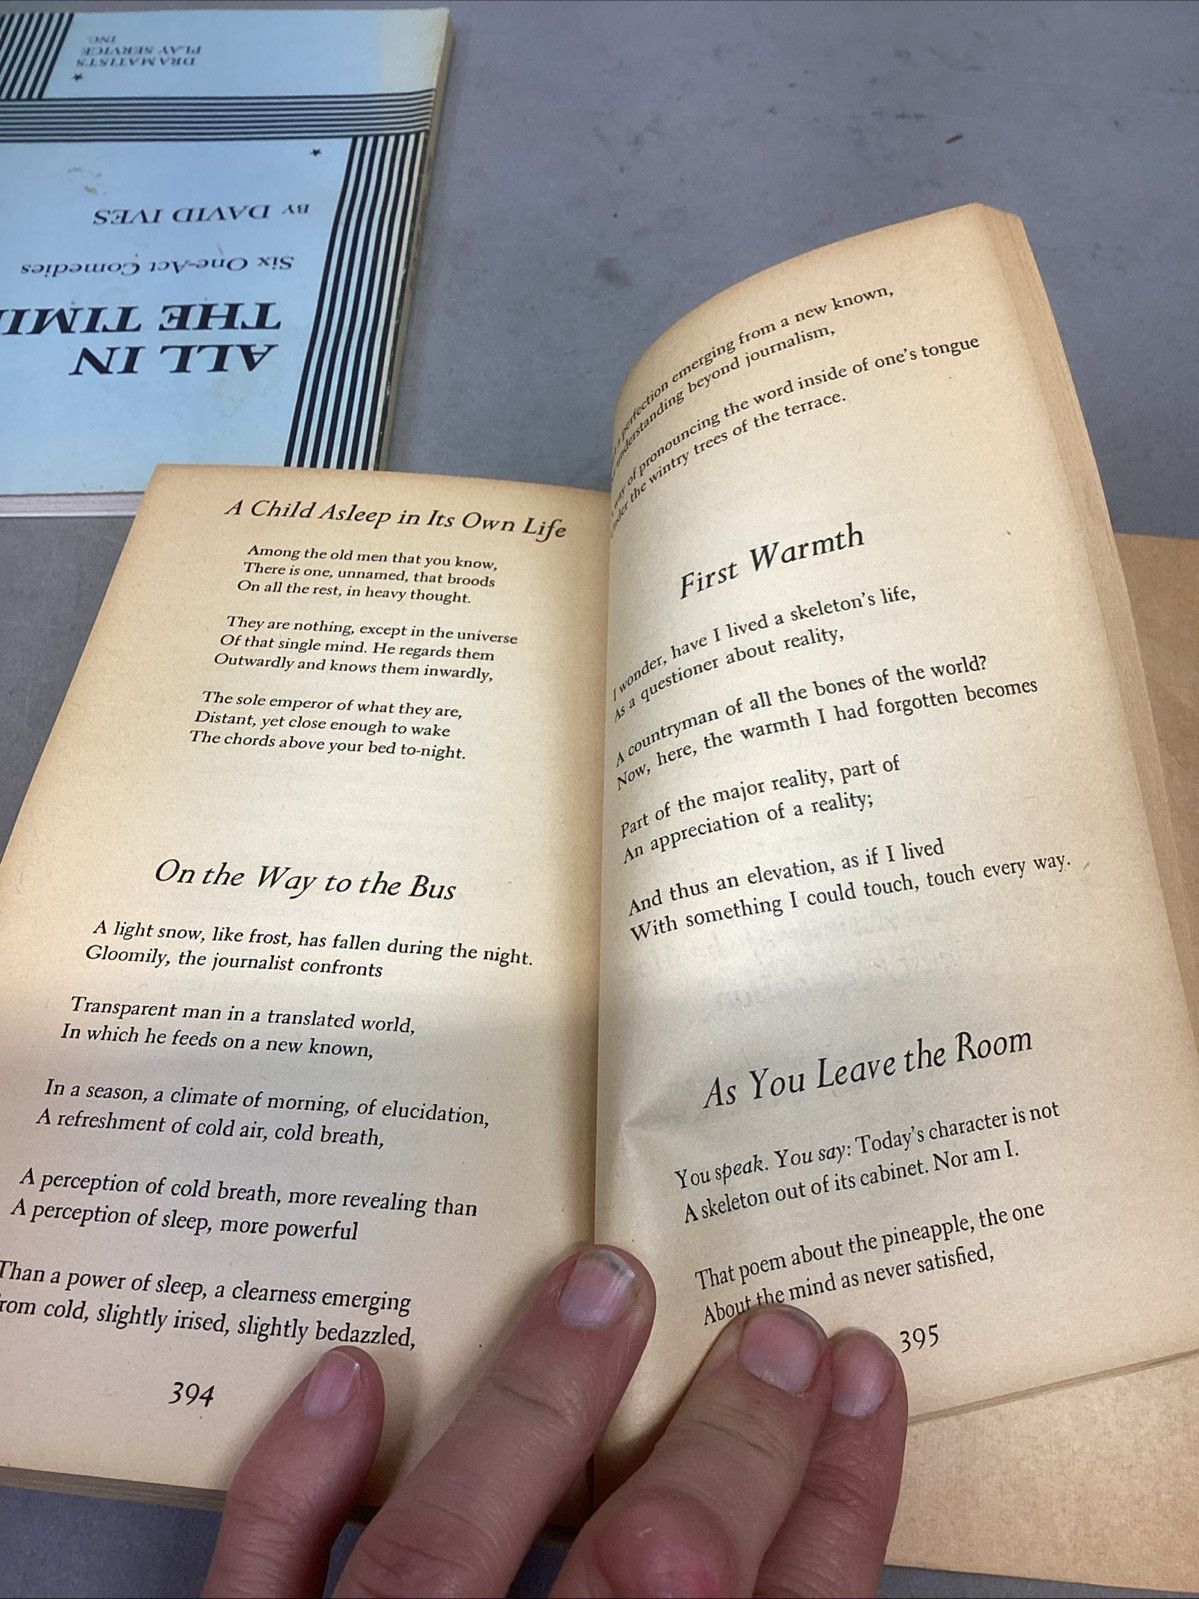 DRAMATISTS
PLAY SERVICE
INC.
BY DAVID IVES
Six One-Act Comedies
THE TIMI
ALL IN
A Child Asleep in Its Own Life
Among the old men that you know,
There is one, unnamed, that broods
On all the rest, in heavy thought.
They are nothing, except in the universe
Of that single mind. He regards them
Outwardly and knows them inwardly,
The sole emperor of what they are,
Distant, yet close enough to wake
The chords above your bed to-night.
On the Way to the Bus
A light snow, like frost, has fallen during the night.
Gloomily, the journalist confronts
Transparent man in a translated world,
In which he feeds on a new known,
In a season, a climate of morning, of elucidation,
A refreshment of cold air, cold breath,
A perception of cold breath, more revealing than
A perception of sleep, more powerful
Than a power of sleep, a clearness emerging
rom cold, slightly irised, slightly bedazzled,
394
perfection emerging from a new known,
understanding beyond journalism,
way of pronouncing the word inside of one's tongue
nder the wintry trees of the terrace.
First Warmth
I wonder, have I lived a skeleton's life,
As a questioner about reality,
A countryman of all the bones of the world?
Now, here, the warmth I had forgotten becomes
Part of the major reality, part of
An appreciation of a reality;
And thus an elevation, as if I lived
With something I could touch, touch every way.
As You Leave the Room
You speak. You say: Today's character is not
A skeleton out of its cabinet. Nor am I.
That poem about the pineapple, the one
About the mind as never satisfied,
395